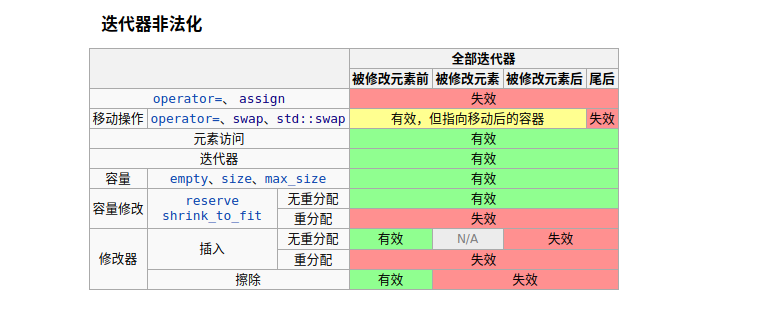 迭代器非法化
全部迭代器
被修改元素前 被修改元素 被修改元素后 尾后
operator=、 assign 失效
移动操作 operator=、swap、std::swap 有效，但指向移动后的容器 失效
元素访问 有效
迭代器 有效
容量 empty、size、max_size 有效
容量修改 reserve shrink_to_fit 无重分配 有效
重分配 失效
修改器 插入 无重分配 有效 N/A 失效
重分配 失效
擦除 有效 失效